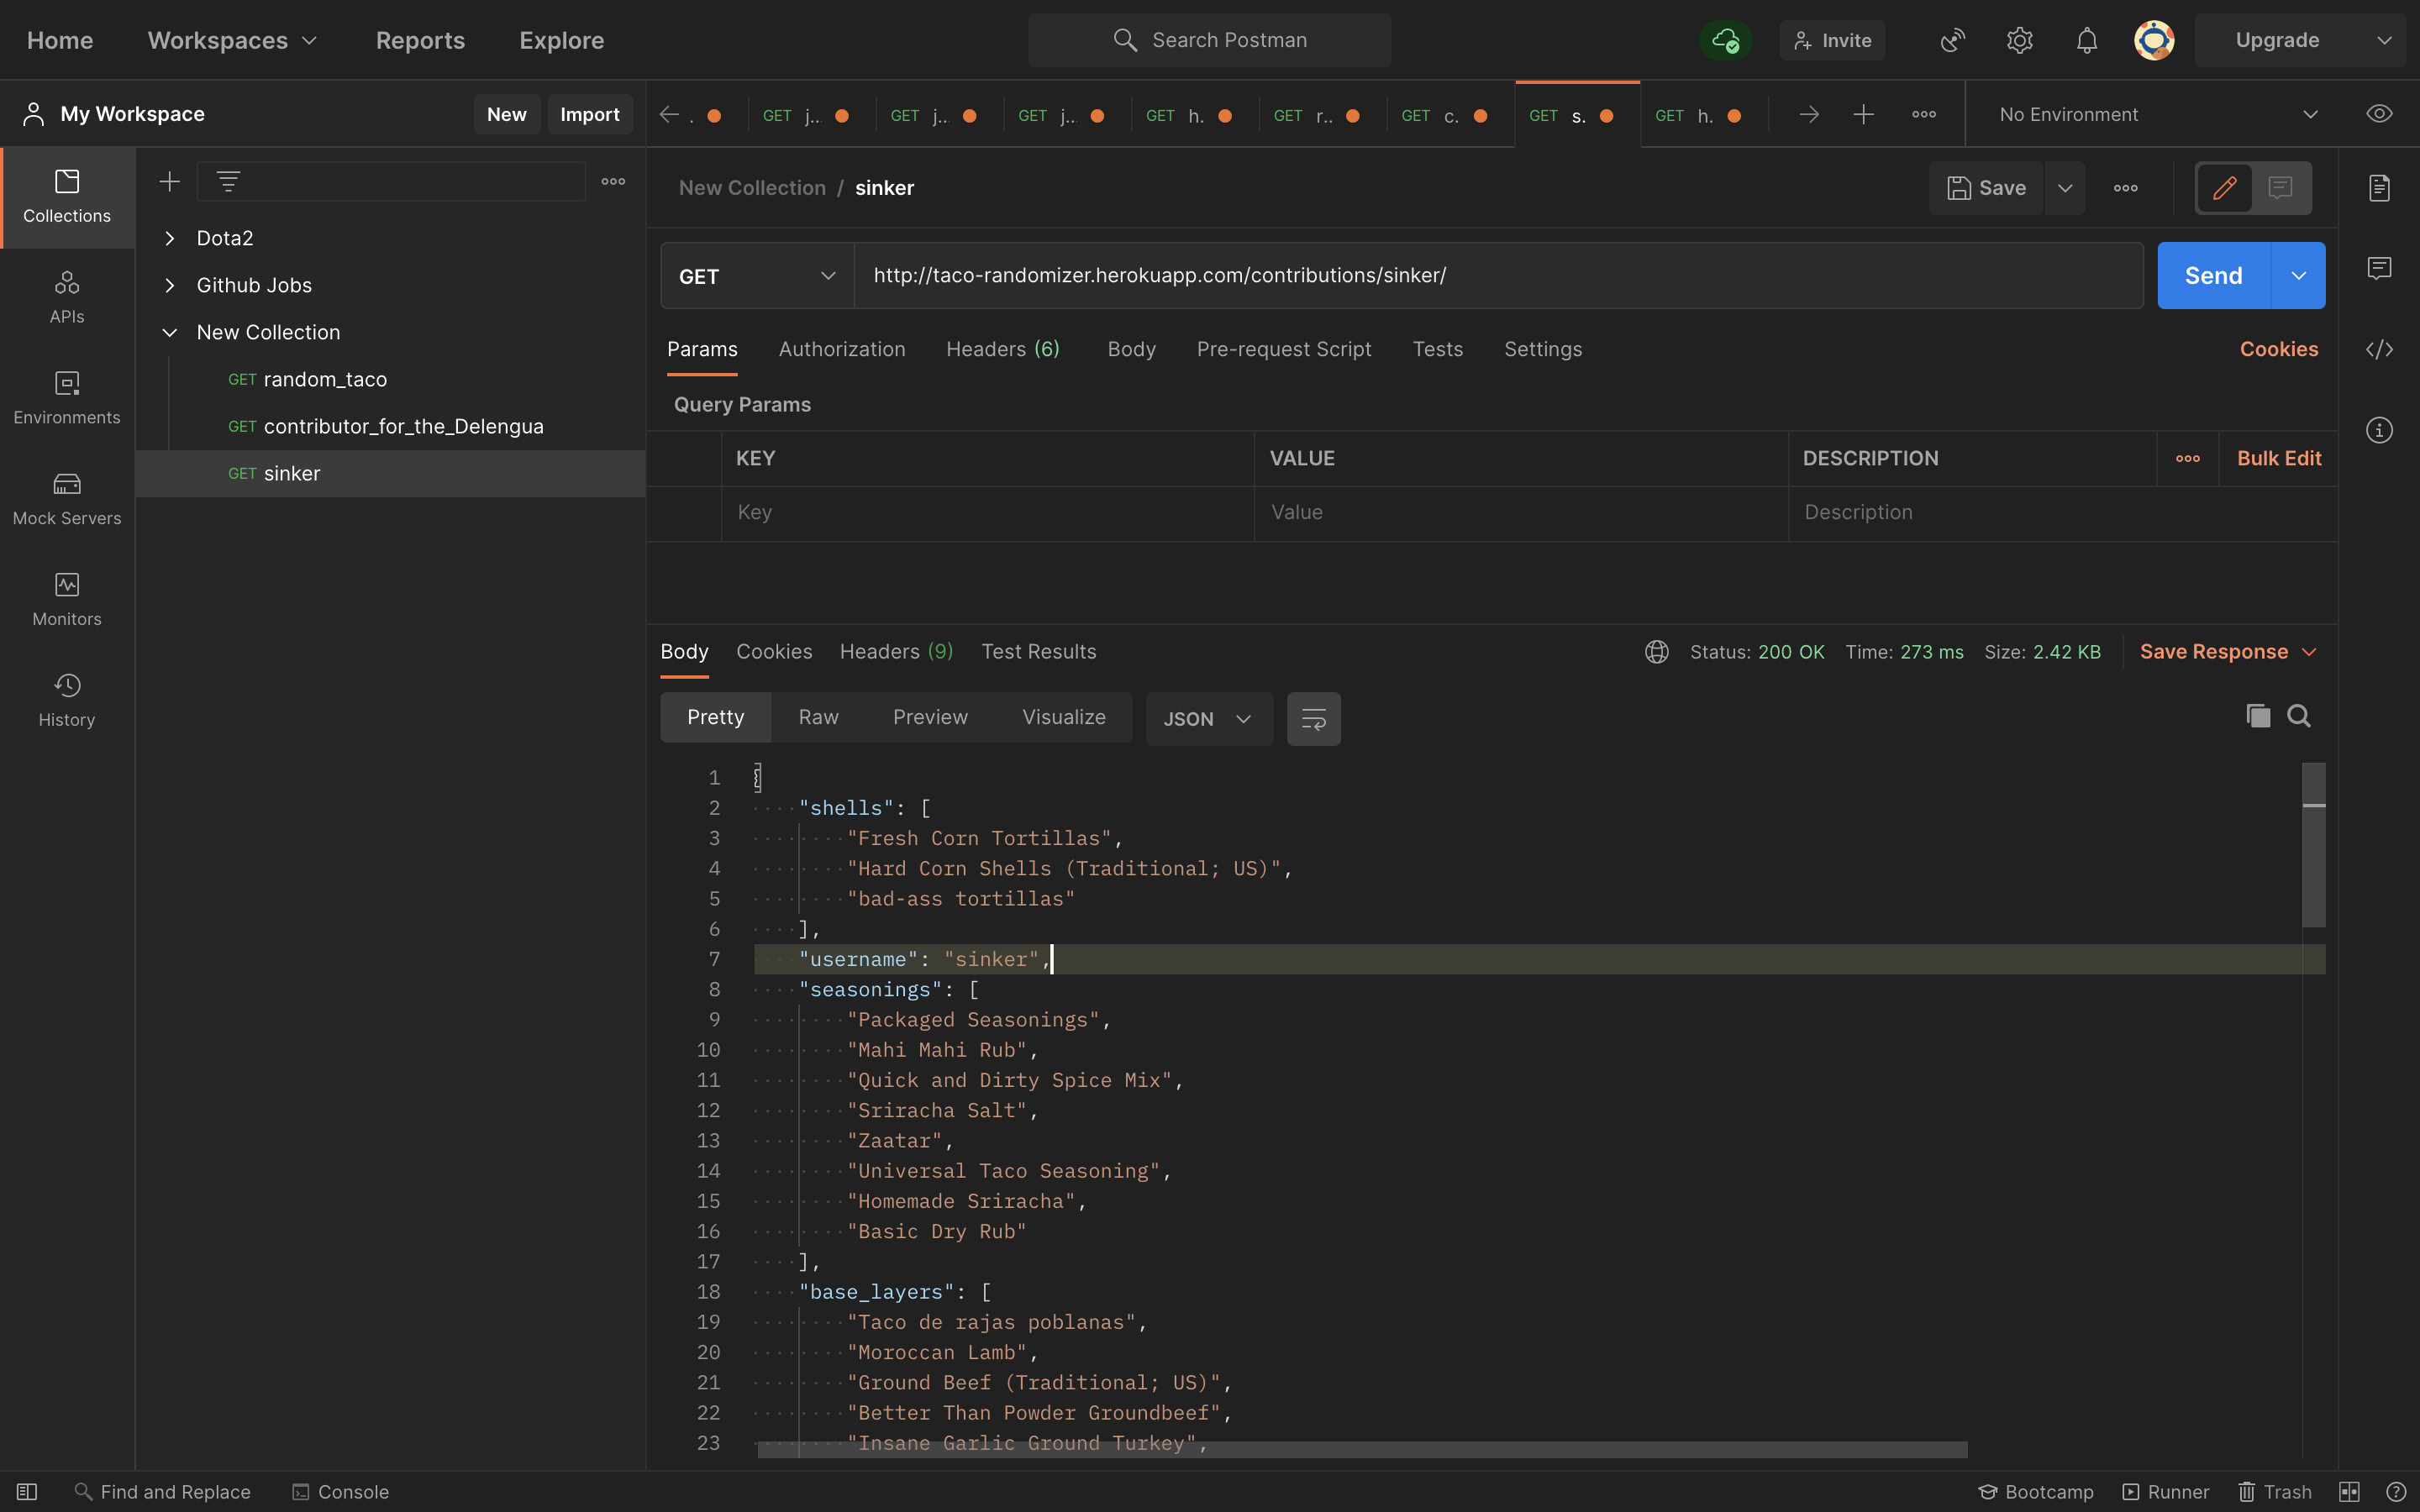 Home Workspaces Reports Explore Search Postman Invite Upgrade
My Workspace New Import . GET j... GET j... GET j... GET h. GET r.. GET c. GET s. GET h. No Environment
Collections
APIs
Environments
Mock Servers
Monitors
History
Dota2
Github Jobs
New Collection
GET random_taco
GET contributor_for_the_Delengua
GET sinker
New Collection / sinker Save
GET http://taco-randomizer.herokuapp.com/contributions/sinker/ Send
Params Authorization Headers (6) Body Pre-request Script Tests Settings Cookies
Query Params
KEY VALUE DESCRIPTION Bulk Edit
Key Value Description
Body Cookies Headers (9) Test Results Status: 200 OK Time: 273 ms Size: 2.42 KB Save Response
Pretty Raw Preview Visualize JSON
1 {
2 "shells": [
3 "Fresh Corn Tortillas",
4 "Hard Corn Shells (Traditional; US)",
5 "bad-ass tortillas"
6 ],
7 "username": "sinker",
8 "seasonings": [
9 "Packaged Seasonings",
10 "Mahi Mahi Rub",
11 "Quick and Dirty Spice Mix",
12 "Sriracha Salt",
13 "Zaatar",
14 "Universal Taco Seasoning",
15 "Homemade Sriracha",
16 "Basic Dry Rub"
17 ],
18 "base_layers": [
19 "Taco de rajas poblanas",
20 "Moroccan Lamb",
21 "Ground Beef (Traditional; US)",
22 "Better Than Powder Groundbeef",
23 "Insane Garlic Ground Turkey",
Find and Replace Console Bootcamp Runner Trash